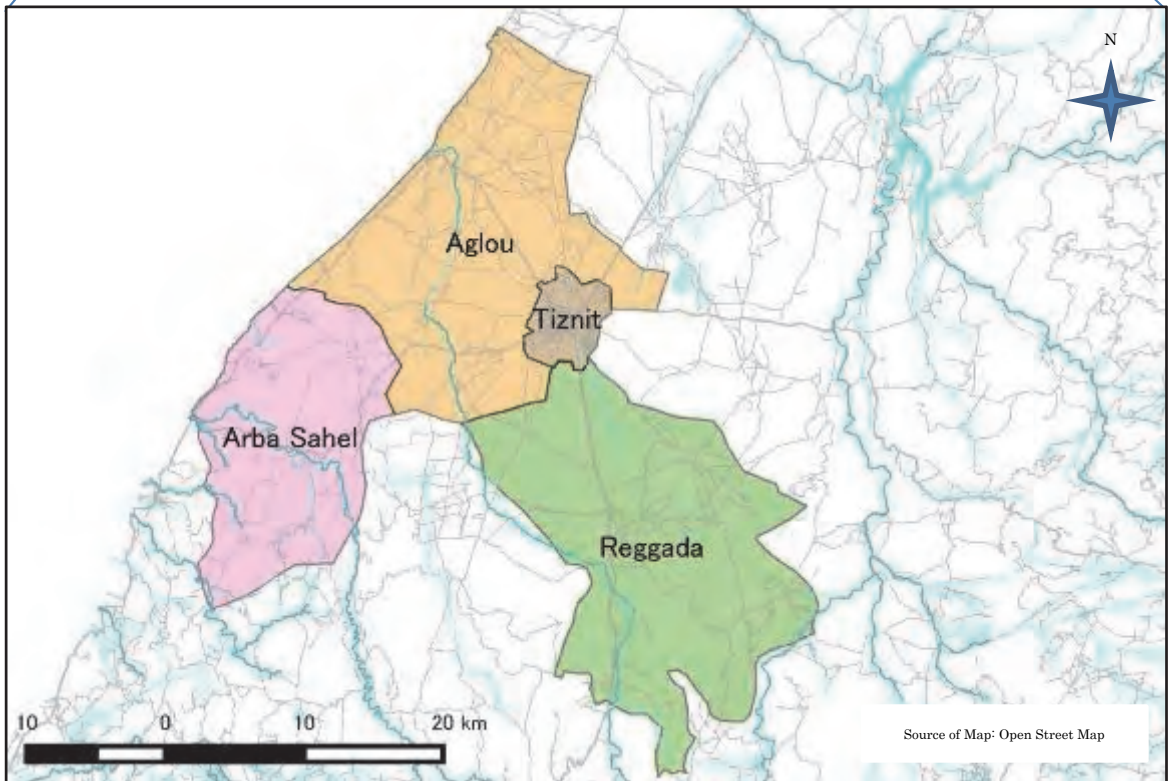 N
Aglou
Tiznit
Arba Sahel
Reggada
10 0 10 20 km
Source of Map: Open Street Map